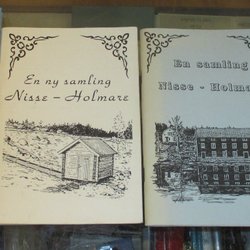 En ny samling
Nisse – Holmare
En samling
Nisse - Holma